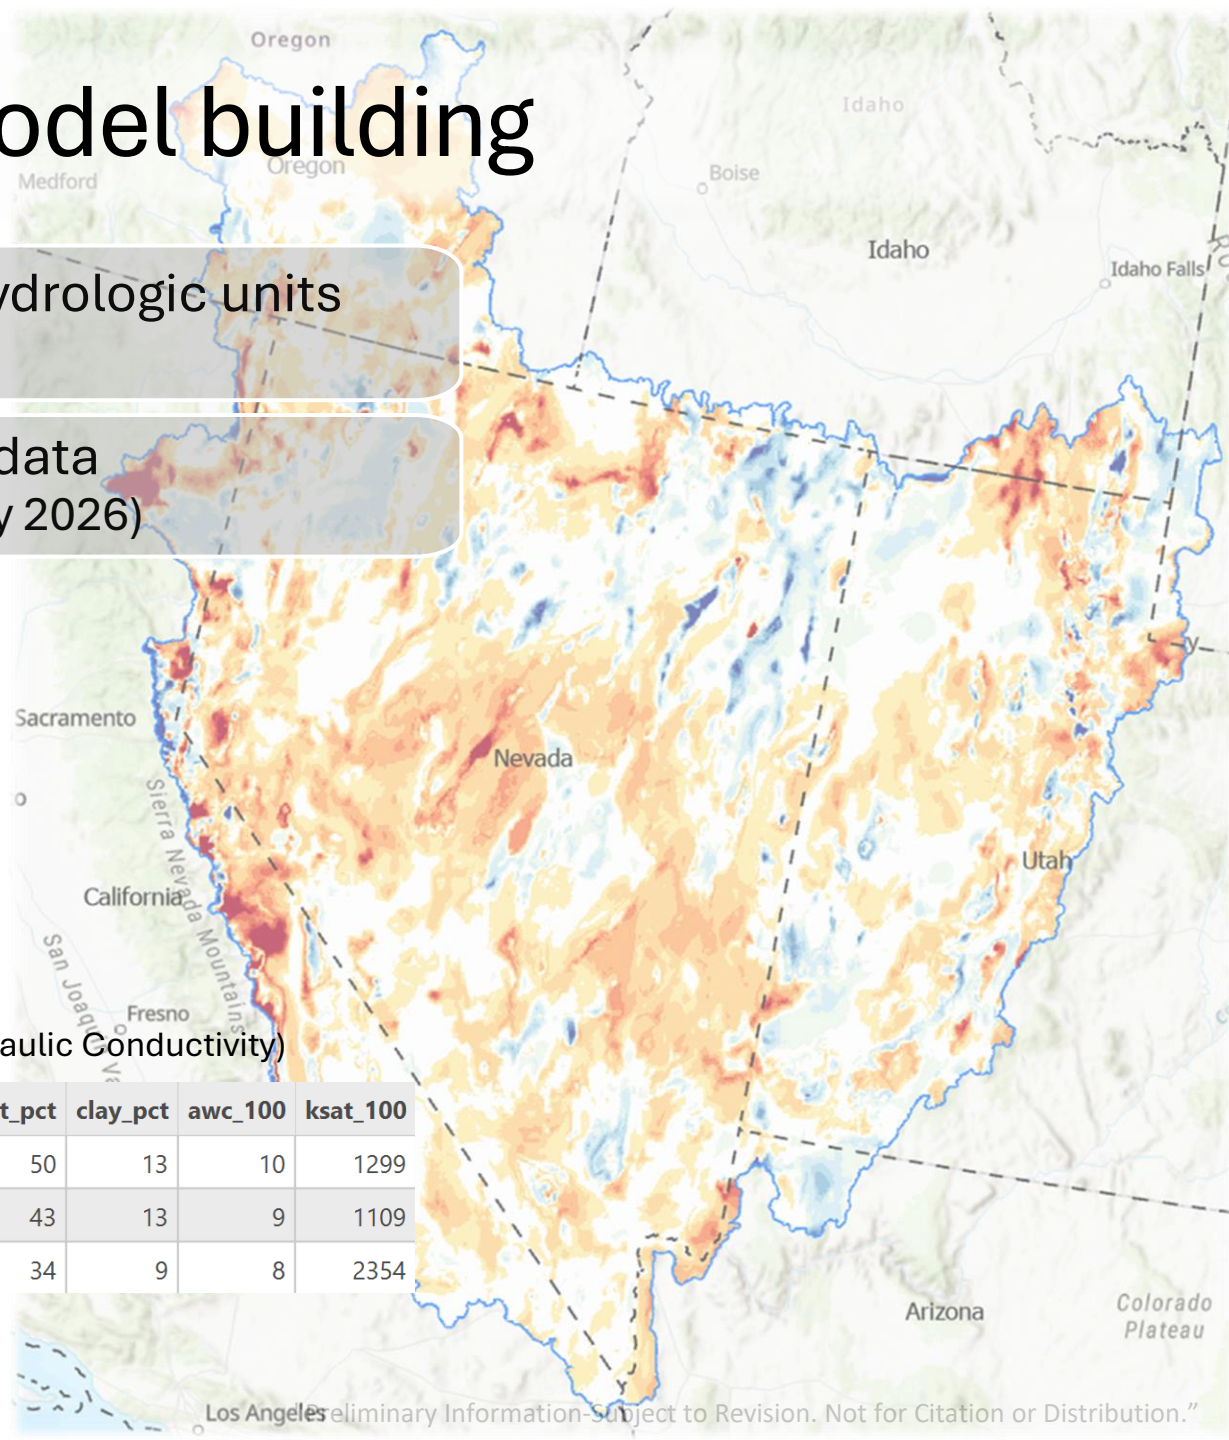 Oregon
odel building
Idaho
Oregon
Medford
Boise
Idaho
Idaho Falls
ydrologic units
data
y 2026)
Sacramento
Nevada
Sierra Nevada Mountains
Utah
California
San Joaqu
Fresno
aulic Conductivity)
t_pct clay_pct awc_100 ksat_100
50 13 10 1299
43 13 9 1109
34 9 8 2354
Arizona
Colorado
Plateau
Los Angeles
Preliminary Information-Subject to Revision. Not for Citation or Distribution.”